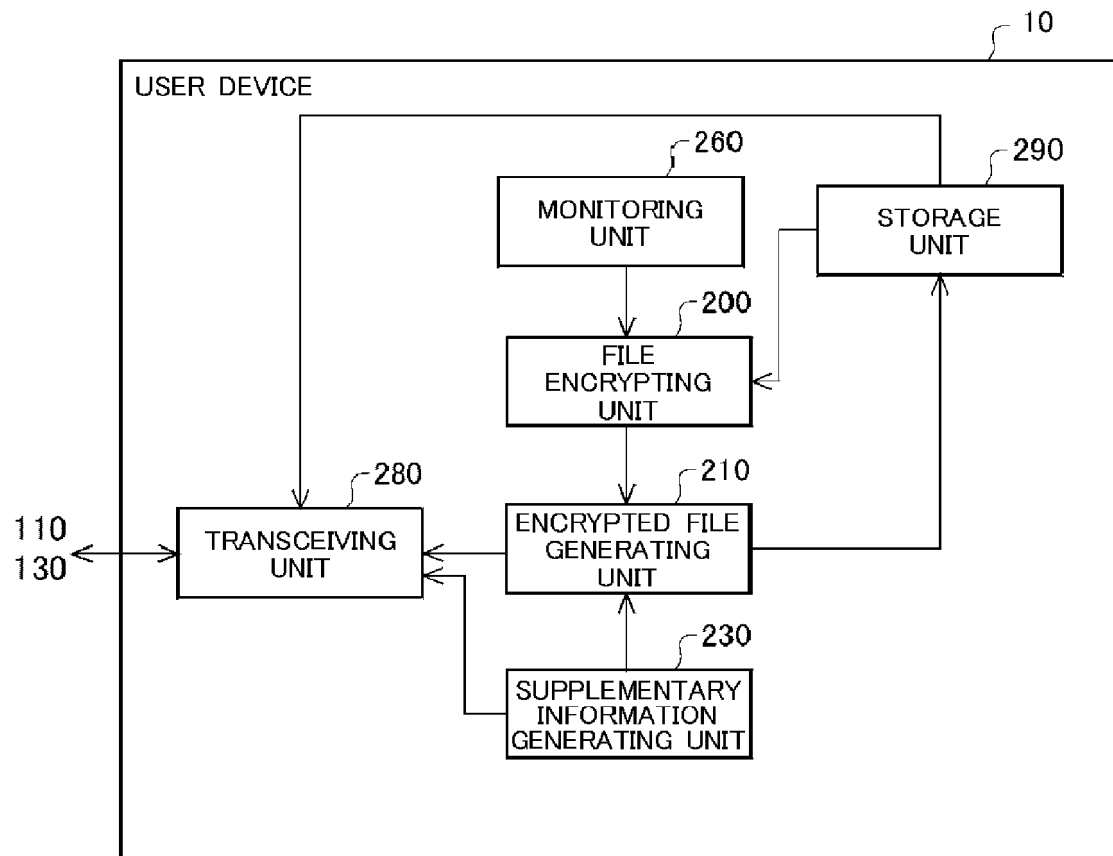 10
USER DEVICE
260
MONITORING
UNIT
290
STORAGE
UNIT
200
FILE
ENCRYPTING
UNIT
210
ENCRYPTED FILE
GENERATING
UNIT
280
TRANSCEIVING
UNIT
110
130
230
SUPPLEMENTARY
INFORMATION
GENERATING UNIT